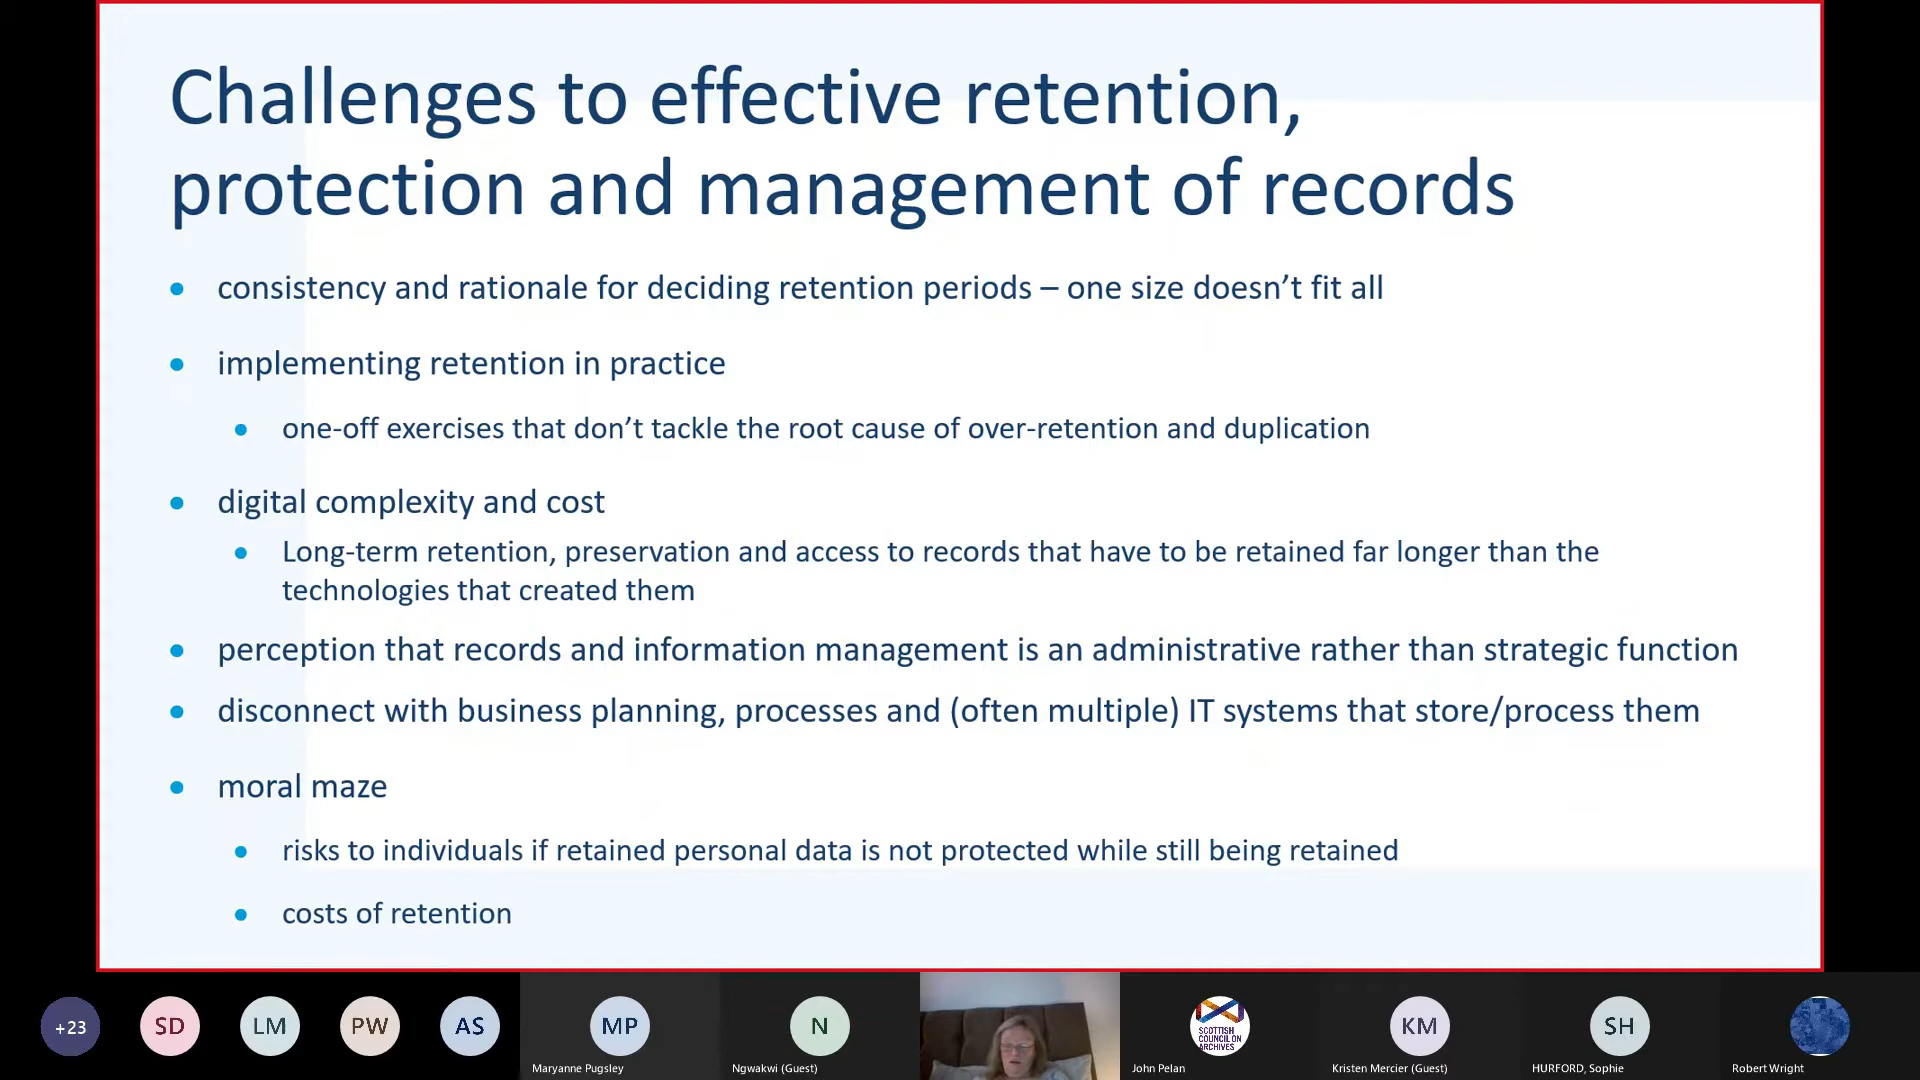 Challenges to effective retention,
protection and management of records
• consistency and rationale for deciding retention periods – one size doesn’t fit all
• implementing retention in practice
• one-off exercises that don’t tackle the root cause of over-retention and duplication
• digital complexity and cost
• Long-term retention, preservation and access to records that have to be retained far longer than the
technologies that created them
• perception that records and information management is an administrative rather than strategic function
• disconnect with business planning, processes and (often multiple) IT systems that store/process them
• moral maze
• risks to individuals if retained personal data is not protected while still being retained
• costs of retention
+23
SD
LM
PW
AS
MP
Maryanne Pugsley
N
Ngwakwi (Guest)
SCOTTISH
COUNCIL ON
ARCHIVES
John Pelan
KM
Kristen Mercier (Guest)
SH
HURFORD, Sophie
Robert Wright